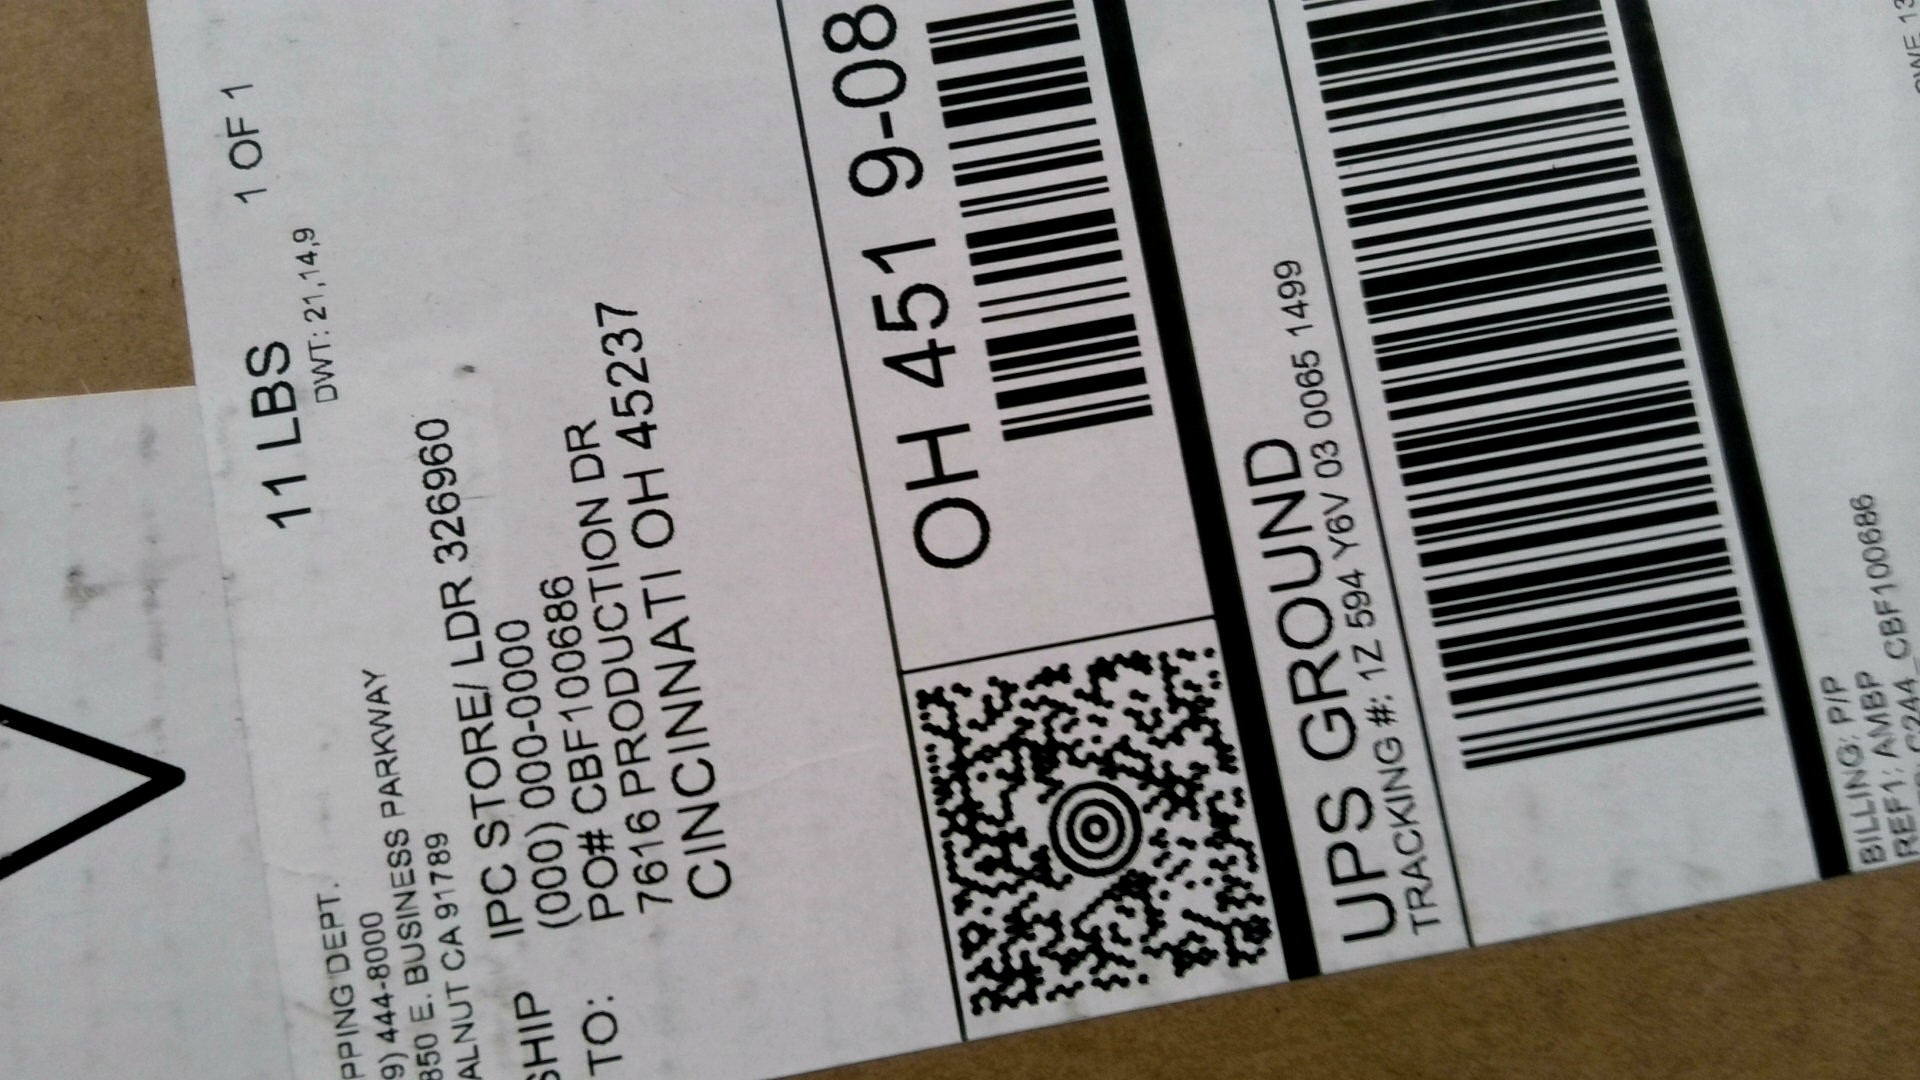 11 LBS 1 OF 1
DWT: 21,14,9
PPING DEPT.
9) 444-8000
850 E. BUSINESS PARKWAY
ALNUT CA 91789
SHIP TO:
IPC STORE/ LDR 326960
(000) 000-0000
PO# CBF100686
7616 PRODUCTION DR
CINCINNATI OH 45237
OH 451 9-08
UPS GROUND
TRACKING #: 1Z 594 Y6V 03 0065 1499
BILLING: P/P
REF1: AMBP
C244_CBF100686